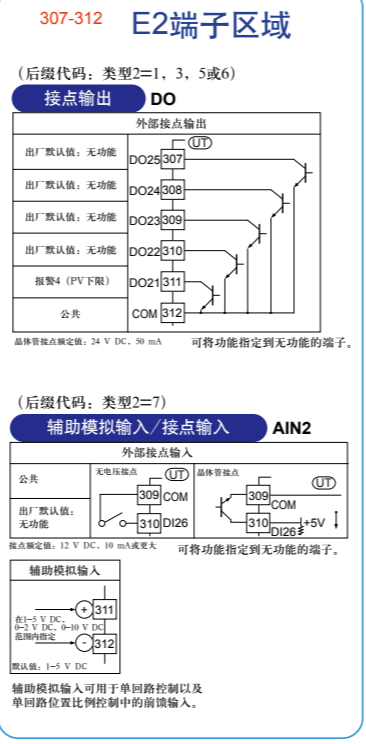 307-312 E2端子区域
（后缀代码：类型2=1，3，5或6）
接点输出 DO
外部接点输出
UT
出厂默认值：无功能 DO25 307
出厂默认值：无功能 DO24 308
出厂默认值：无功能 DO23 309
出厂默认值：无功能 DO22 310
报警4（PV下限） DO21 311
公共 COM 312
晶体管接点额定值：24 V DC，50 mA 可将功能指定到无功能的端子。
（后缀代码：类型2=7）
辅助模拟输入/接点输入 AIN2
外部接点输入
公共 无电压接点 UT 晶体管接点 UT
309 COM 309 COM
出厂默认值：
无功能
310 DI26 310 DI26 +5V
接点额定值：12 V DC，10 mA或更大 可将功能指定到无功能的端子。
辅助模拟输入
+ 311
在1-5 V DC，
0-2 V DC，0-10 V DC
范围内指定
- 312
默认值：1-5 V DC
辅助模拟输入可用于单回路控制以及
单回路位置比例控制中的前馈输入。